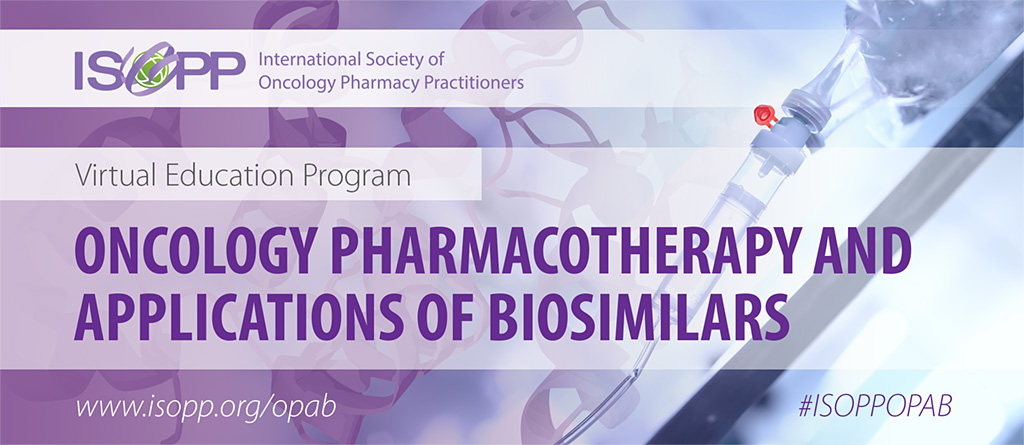 ISOPP
International Society of
Oncology Pharmacy Practitioners
Virtual Education Program
ONCOLOGY PHARMACOTHERAPY AND
APPLICATIONS OF BIOSIMILARS
www.isopp.org/opab
#ISOPPOPAB